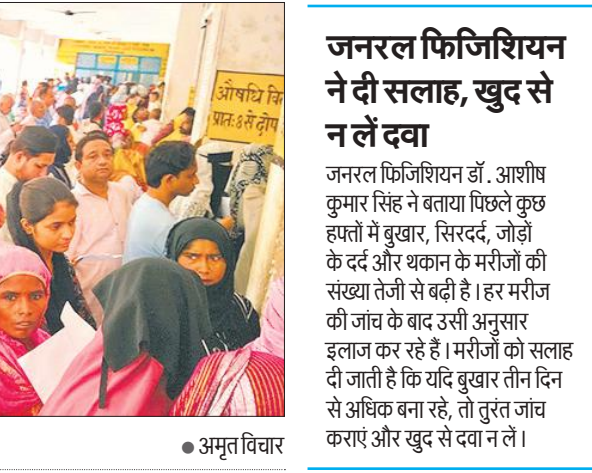 औषधि वि
प्रातः 8 से दोप
● अमृत विचार
जनरल फिजिशियन
ने दी सलाह, खुद से
न लें दवा
जनरल फिजिशियन डॉ. आशीष
कुमार सिंह ने बताया पिछले कुछ
हफ्तों में बुखार, सिरदर्द, जोड़ों
के दर्द और थकान के मरीजों की
संख्या तेजी से बढ़ी है। हर मरीज
की जांच के बाद उसी अनुसार
इलाज कर रहे हैं। मरीजों को सलाह
दी जाती है कि यदि बुखार तीन दिन
से अधिक बना रहे, तो तुरंत जांच
कराएं और खुद से दवा न लें।